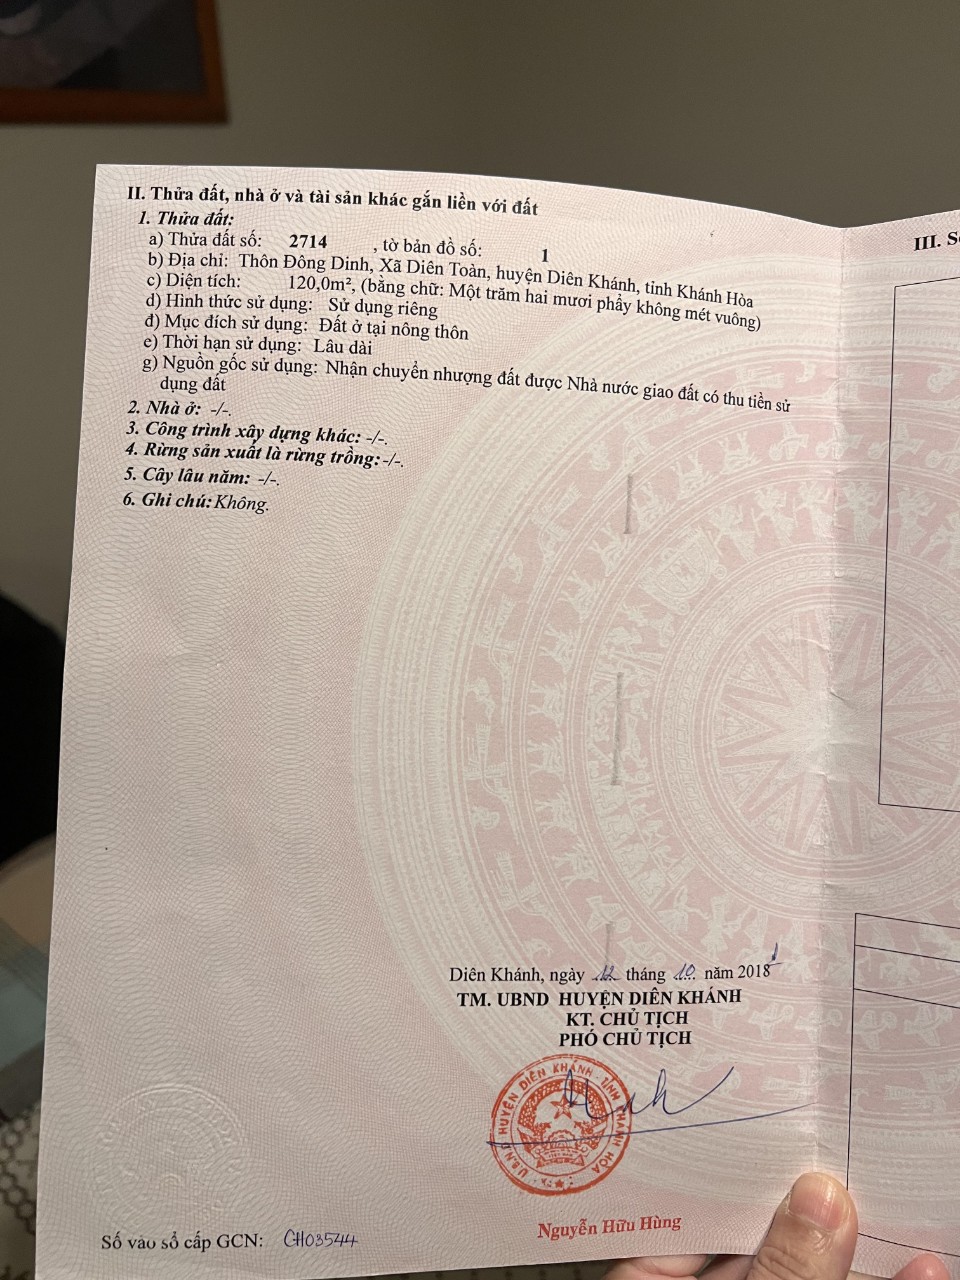 II. Thửa đất, nhà ở và tài sản khác gắn liền với đất
1. Thửa đất:
a) Thửa đất số: 2714 , tờ bản đồ số: 1
b) Địa chỉ: Thôn Đông Dinh, Xã Diên Toàn, huyện Diên Khánh, tỉnh Khánh Hòa
c) Diện tích: 120,0m², (bằng chữ: Một trăm hai mươi phẩy không mét vuông)
d) Hình thức sử dụng: Sử dụng riêng
đ) Mục đích sử dụng: Đất ở tại nông thôn
e) Thời hạn sử dụng: Lâu dài
g) Nguồn gốc sử dụng: Nhận chuyển nhượng đất được Nhà nước giao đất có thu tiền sử
dụng đất
2. Nhà ở: -/-.
3. Công trình xây dựng khác: -/-.
4. Rừng sản xuất là rừng trồng: -/-.
5. Cây lâu năm: -/-.
6. Ghi chú: Không.
III. S
Diên Khánh, ngày 12 tháng 10 năm 2018
TM. UBND HUYỆN DIÊN KHÁNH
KT. CHỦ TỊCH
PHÓ CHỦ TỊCH
U.B.N.D HUYỆN DIÊN KHÁNH - TỈNH KHÁNH HÒA
Nguyễn Hữu Hùng
Số vào sổ cấp GCN: CH03544